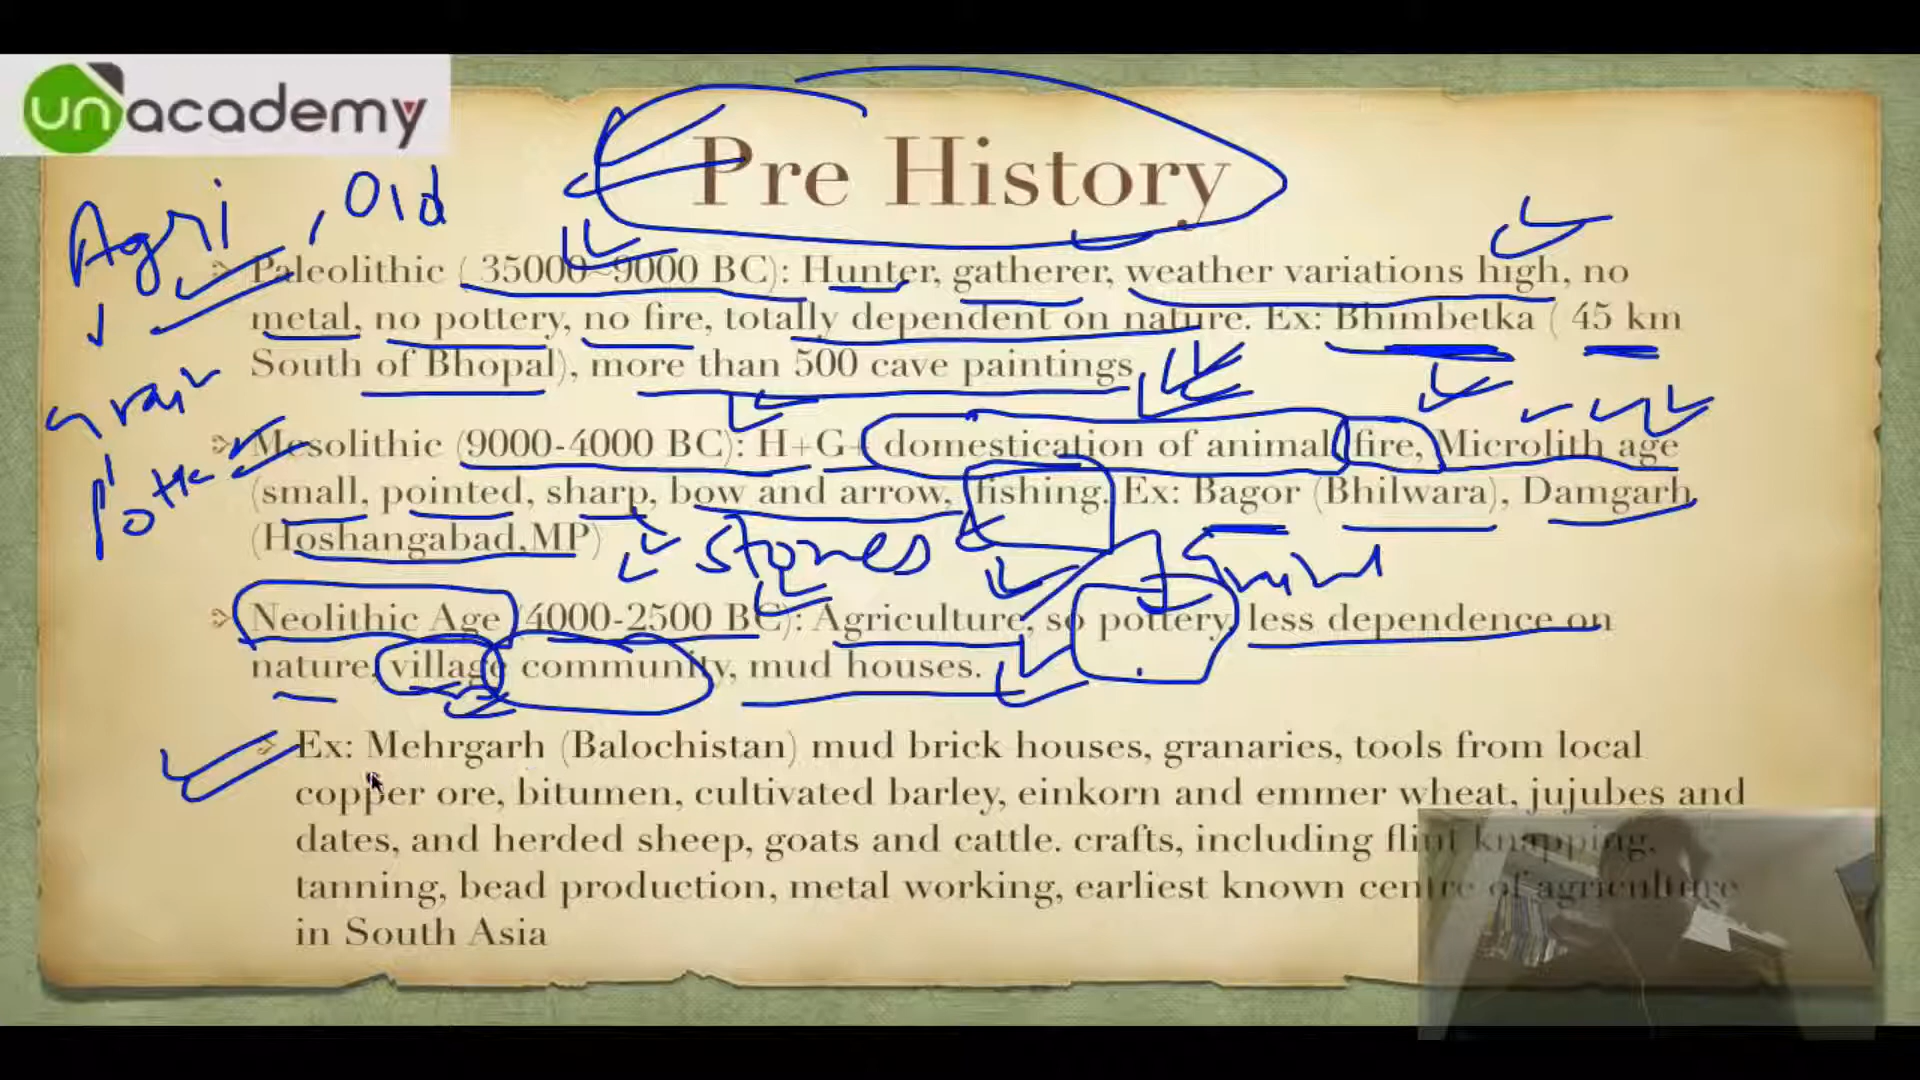 unacademy
Pre History
Agri , Old
Paleolithic ( 35000~9000 BC): Hunter, gatherer, weather variations high, no
metal, no pottery, no fire, totally dependent on nature. Ex: Bhimbetka ( 45 km
South of Bhopal), more than 500 cave paintings
Grain
Mesolithic (9000-4000 BC): H+G+ domestication of animal, fire, Microlith age
Potte
(small, pointed, sharp, bow and arrow, fishing. Ex: Bagor (Bhilwara), Damgarh
(Hoshangabad,MP)
stones
Neolithic Age (4000-2500 BC): Agriculture, so pottery, less dependence on
nature, village community, mud houses.
Ex: Mehrgarh (Balochistan) mud brick houses, granaries, tools from local
copper ore, bitumen, cultivated barley, einkorn and emmer wheat, jujubes and
dates, and herded sheep, goats and cattle. crafts, including flint knapping,
tanning, bead production, metal working, earliest known centre of agriculture
in South Asia